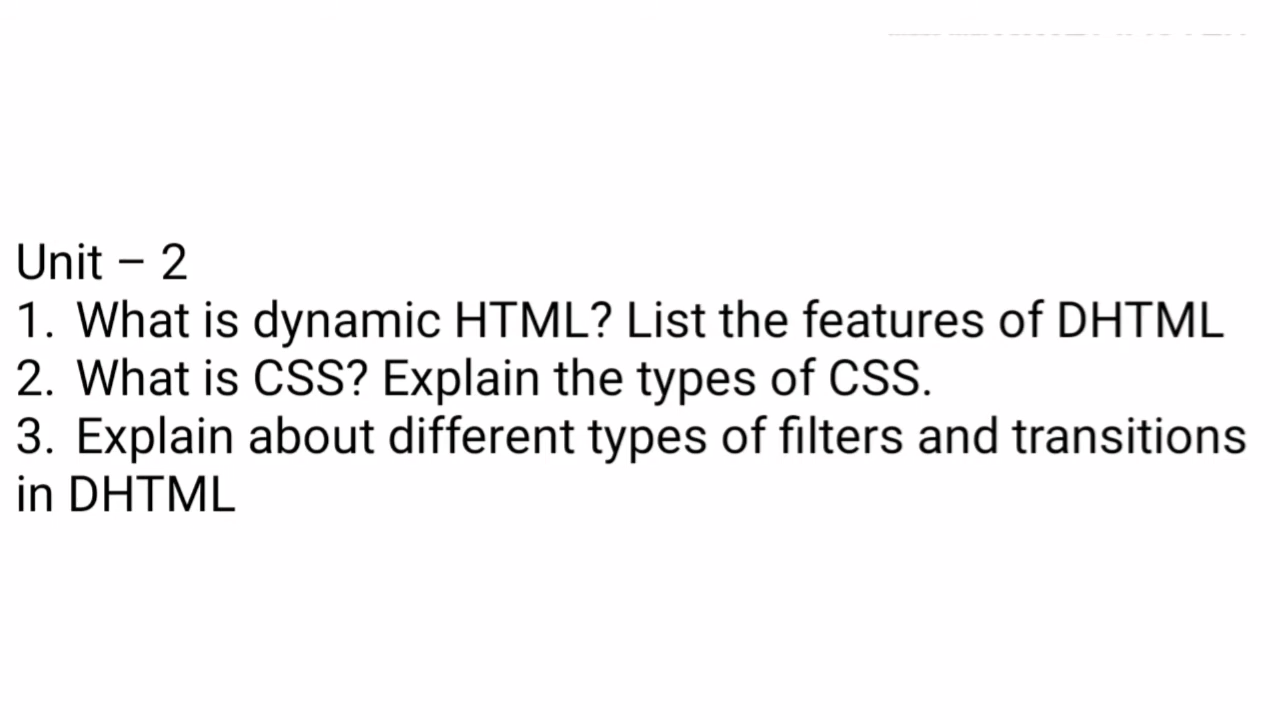 Unit – 2
1. What is dynamic HTML? List the features of DHTML
2. What is CSS? Explain the types of CSS.
3. Explain about different types of filters and transitions
in DHTML